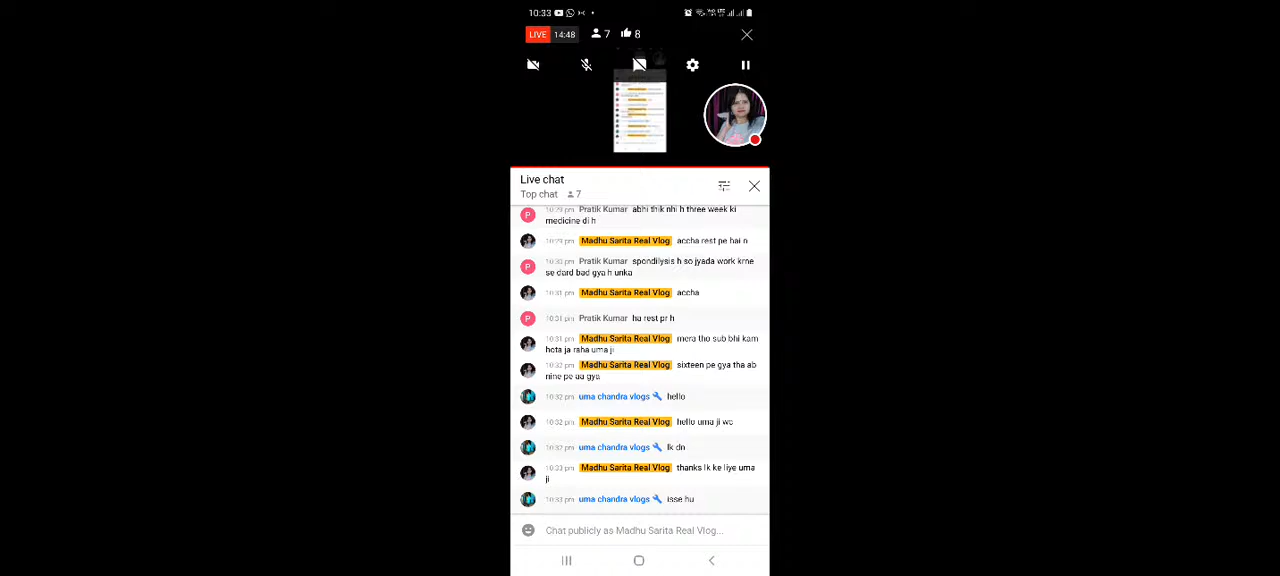 10:33
LIVE 14:48 7 8
Live chat
Top chat 7
10:29 pm Pratik Kumar abhi thik nhi h three week ki
medicine di h
10:29 pm Madhu Sarita Real Vlog accha rest pe hai n
10:30 pm Pratik Kumar spondilysis h so jyada work krne
se dard bad gya h unka
10:31 pm Madhu Sarita Real Vlog accha
10:31 pm Pratik Kumar ha rest pr h
10:31 pm Madhu Sarita Real Vlog mera tho sub bhi kam
hota ja raha uma ji
10:32 pm Madhu Sarita Real Vlog sixteen pe gya tha ab
nine pe aa gya
10:32 pm uma chandra vlogs hello
10:32 pm Madhu Sarita Real Vlog hello uma ji wc
10:32 pm uma chandra vlogs lk dn
10:33 pm Madhu Sarita Real Vlog thanks lk ke liye uma
ji
10:33 pm uma chandra vlogs isse hu
Chat publicly as Madhu Sarita Real Vlog...